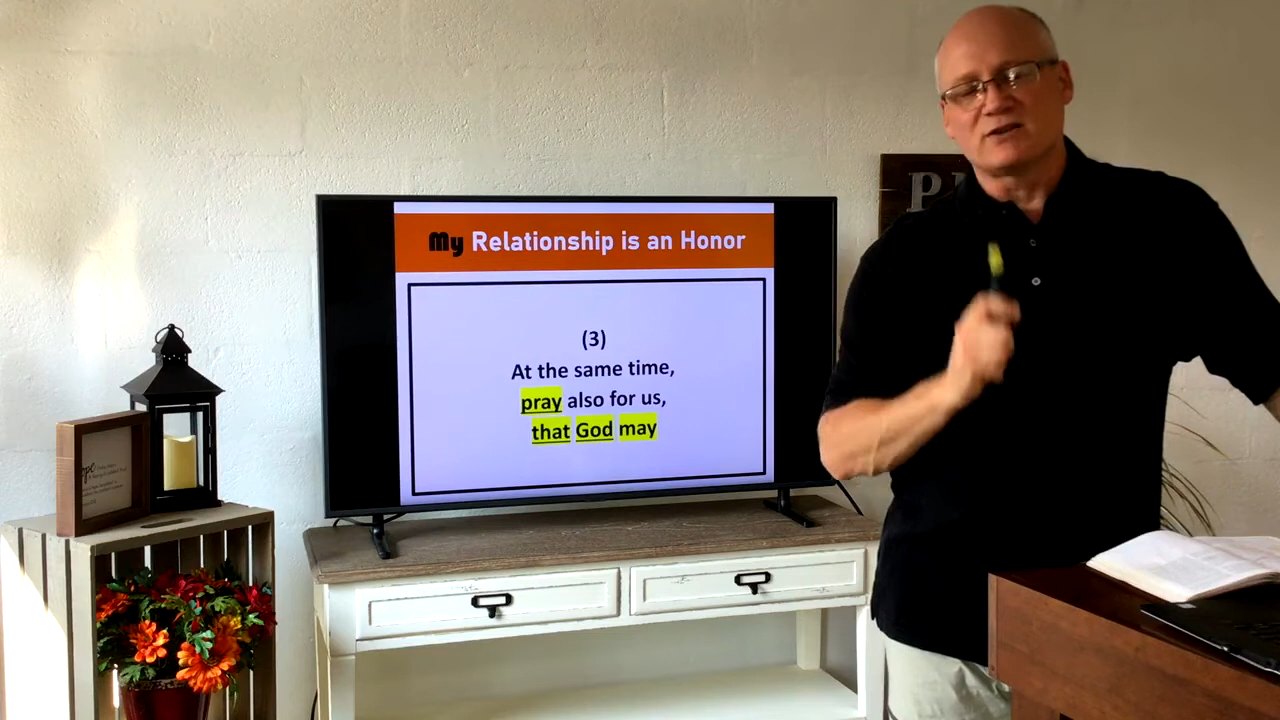 My Relationship is an Honor
(3)
At the same time,
pray also for us,
that God may